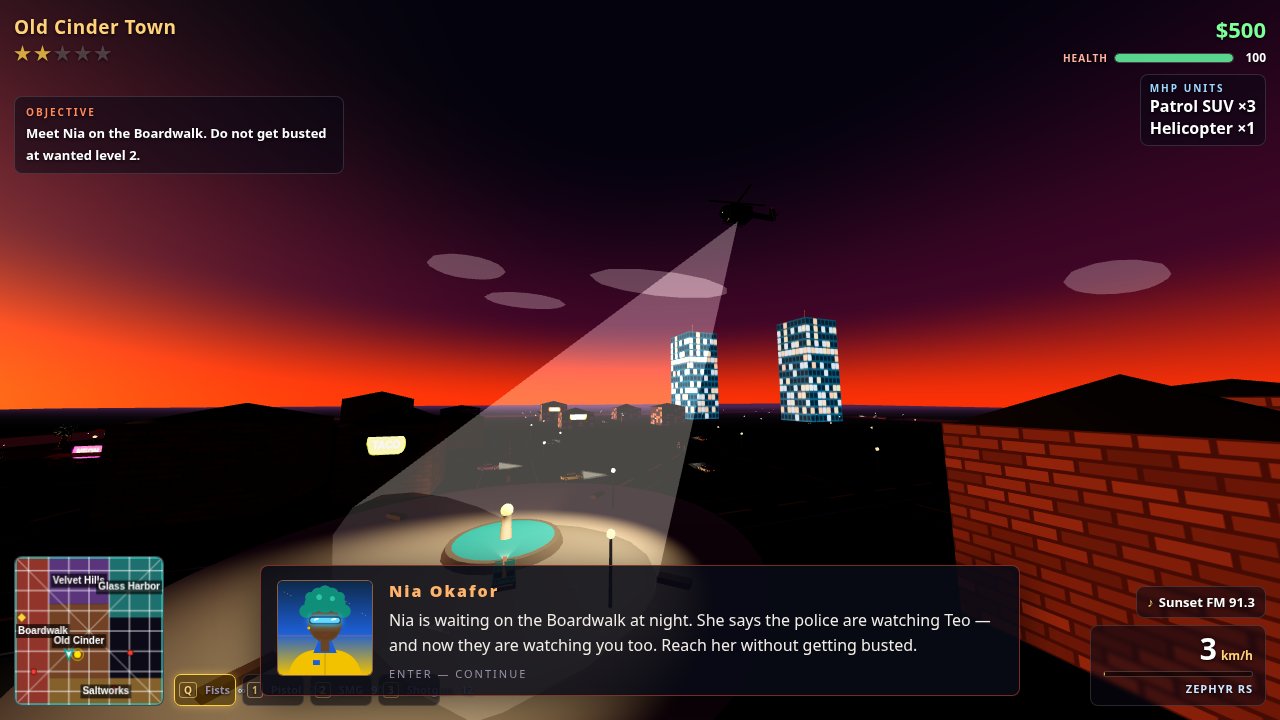 Old Cinder Town
$500
HEALTH 100
OBJECTIVE
Meet Nia on the Boardwalk. Do not get busted
at wanted level 2.
MHP UNITS
Patrol SUV ×3
Helicopter ×1
Nia Okafor
Nia is waiting on the Boardwalk at night. She says the police are watching Teo —
and now they are watching you too. Reach her without getting busted.
ENTER — CONTINUE
Velvet Hills
Glass Harbor
Boardwalk
Old Cinder
Saltworks
Q Fists
1 Pistol
2 SMG
3
♪ Sunset FM 91.3
3 km/h
ZEPHYR RS